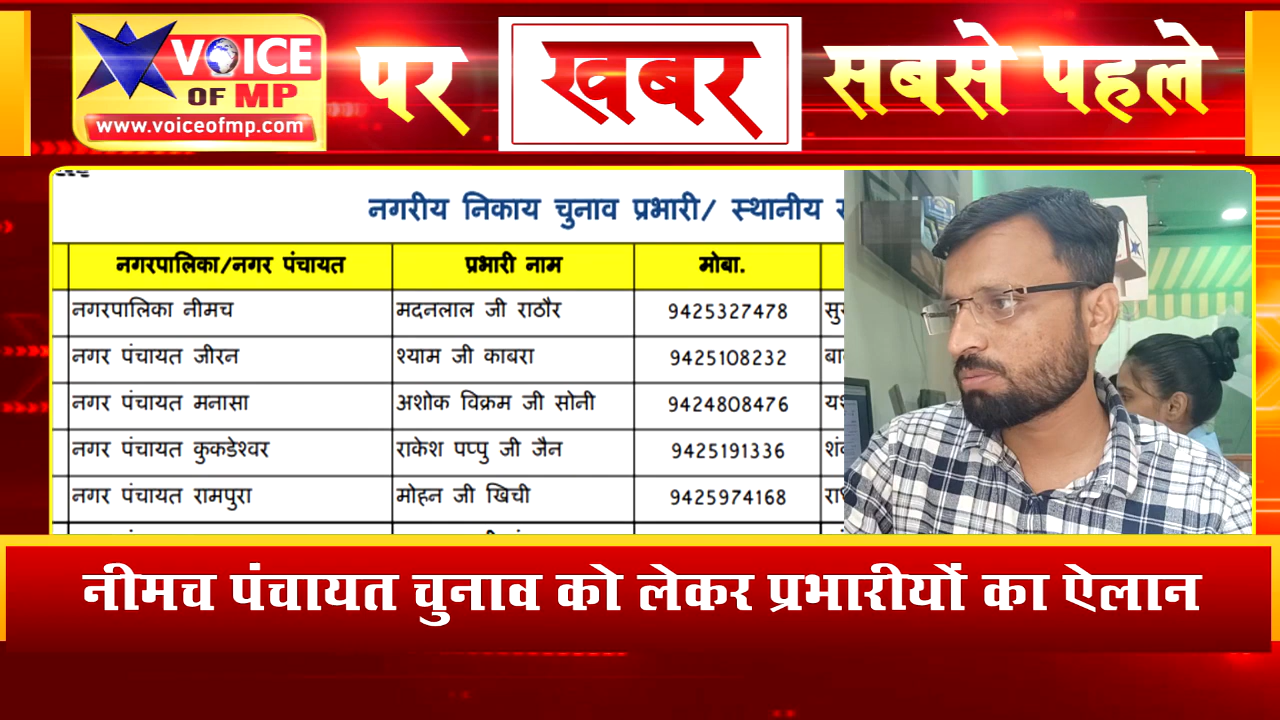 VOICE
OF MP
www.voiceofmp.com
पर खबर सबसे पहले
नगरीय निकाय चुनाव प्रभारी/ स्थानीय
नगरपालिका/नगर पंचायत प्रभारी नाम मोबा.
नगरपालिका नीमच मदनलाल जी राठौर 9425327478
नगर पंचायत जीरन श्याम जी काबरा 9425108232
नगर पंचायत मनासा अशोक विक्रम जी सोनी 9424808476
नगर पंचायत कुकडेश्वर राकेश पप्पु जी जैन 9425191336
नगर पंचायत रामपुरा मोहन जी खिची 9425974168
नीमच पंचायत चुनाव को लेकर प्रभारीयों का ऐलान